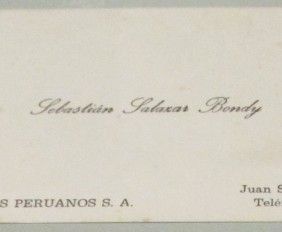 Sebastián Salazar Bondy
Juan S
S PERUANOS S. A.
Telé